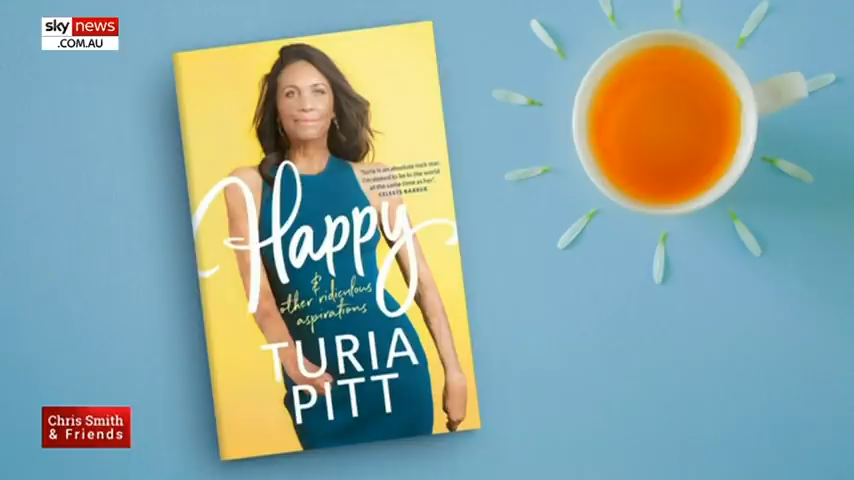 sky news
.COM.AU
"Turia is an absolute rock star.
I'm stoked to be in the world
at the same time as her".
CELESTE BARBER
Happy
&
other ridiculous
aspirations
TURIA
PITT
Chris Smith
& Friends